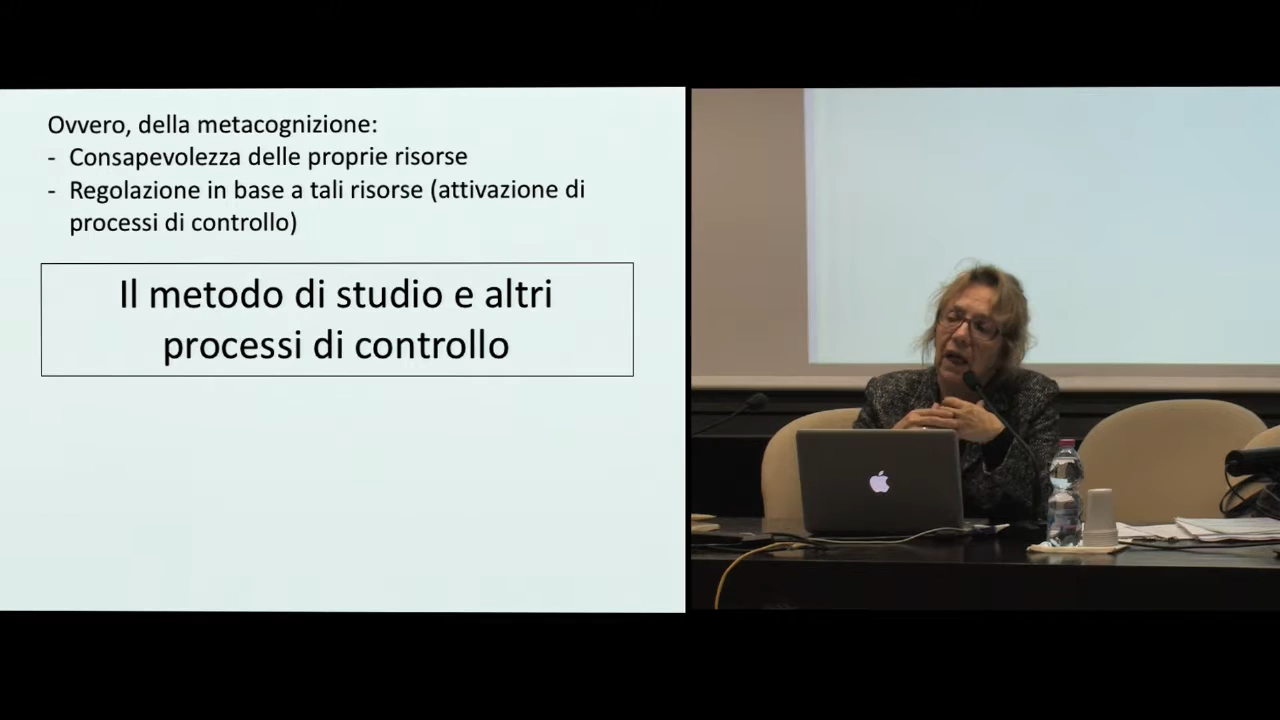 Ovvero, della metacognizione:
- Consapevolezza delle proprie risorse
- Regolazione in base a tali risorse (attivazione di
processi di controllo)
Il metodo di studio e altri
processi di controllo